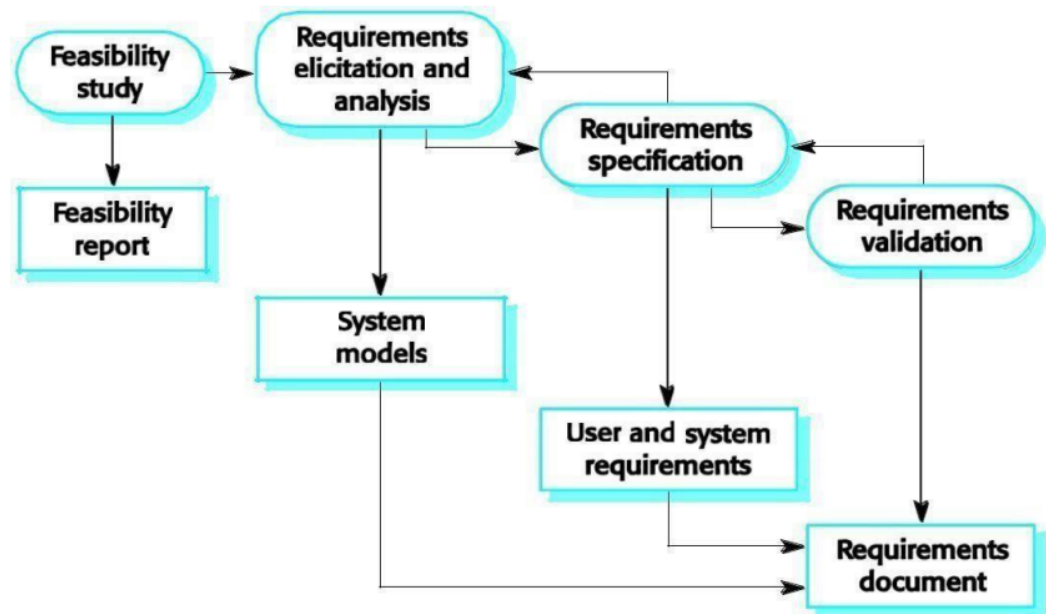 Feasibility
study
Requirements
elicitation and
analysis
Requirements
specification
Requirements
validation
Feasibility
report
System
models
User and system
requirements
Requirements
document